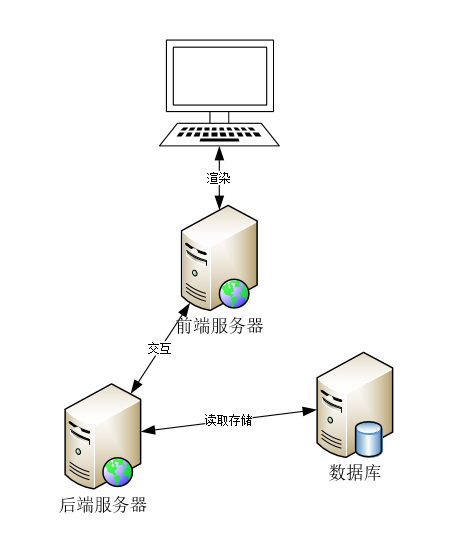 渲染
前端服务器
交互
读取存储
数据库
后端服务器